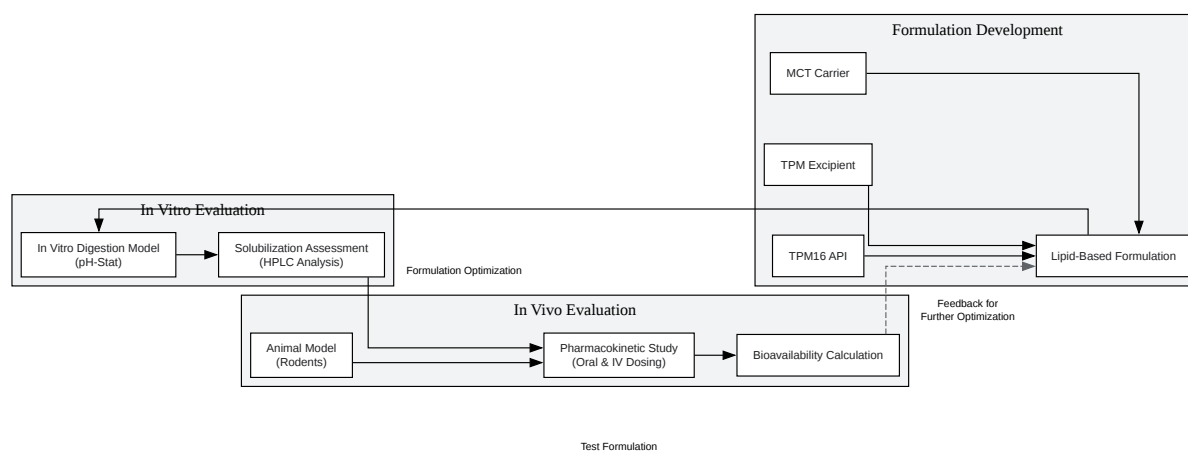 Formulation Development
MCT Carrier
TPM Excipient
TPM16 API
Lipid-Based Formulation
In Vitro Evaluation
In Vitro Digestion Model
(pH-Stat)
Solubilization Assessment
(HPLC Analysis)
Formulation Optimization
In Vivo Evaluation
Animal Model
(Rodents)
Pharmacokinetic Study
(Oral & IV Dosing)
Bioavailability Calculation
Feedback for
Further Optimization
Test Formulation